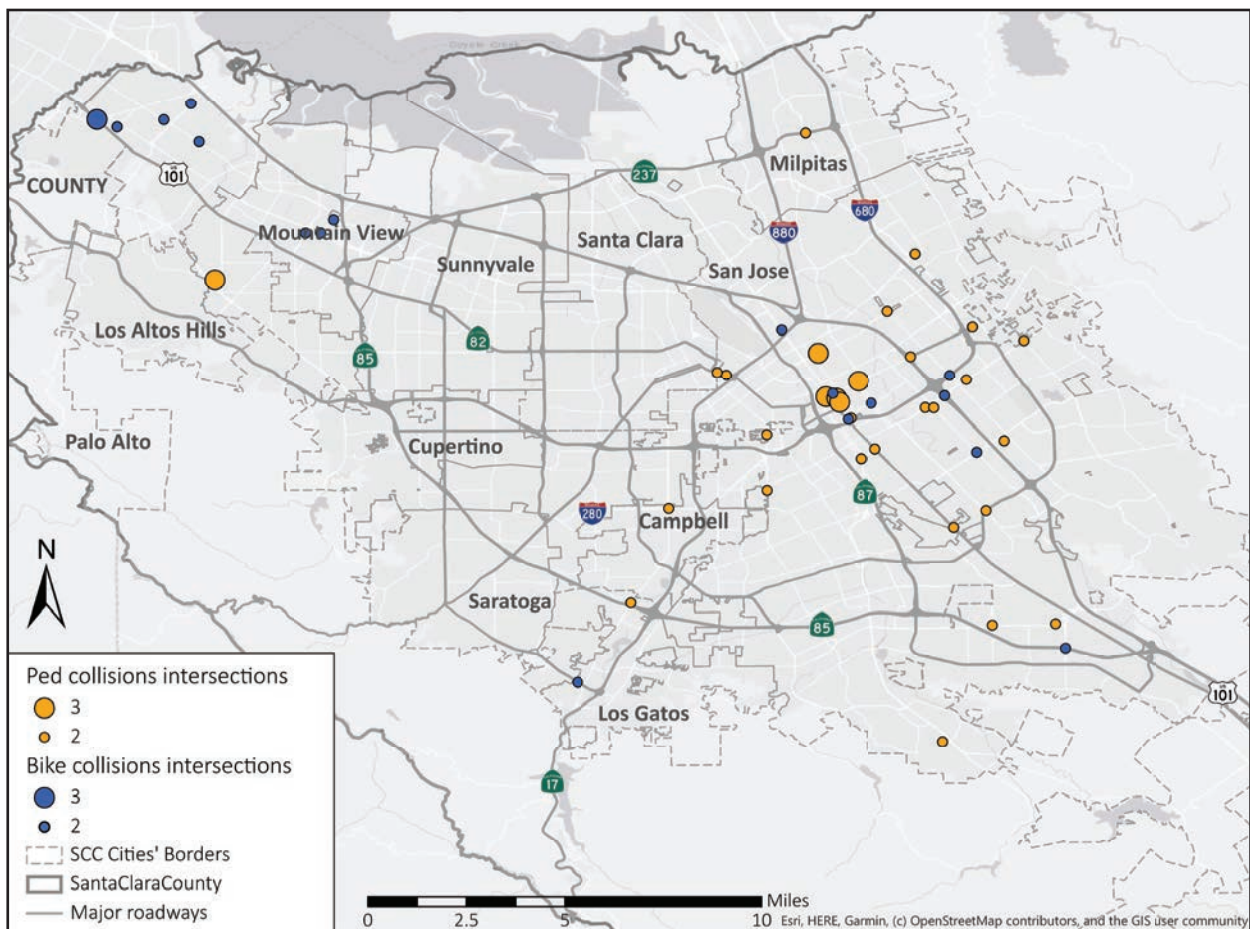 Coyote Creek
Milpitas
237
COUNTY
US
101
680
880
Mountain View
Santa Clara
Sunnyvale
San Jose
Los Altos Hills
82
85
Palo Alto
Cupertino
87
280
Campbell
N
Saratoga
85
101
Los Gatos
17
Ped collisions intersections
3
2
Bike collisions intersections
3
2
SCC Cities' Borders
SantaClaraCounty
Major roadways
Miles
0 2.5 5 10
Esri, HERE, Garmin, (c) OpenStreetMap contributors, and the GIS user community